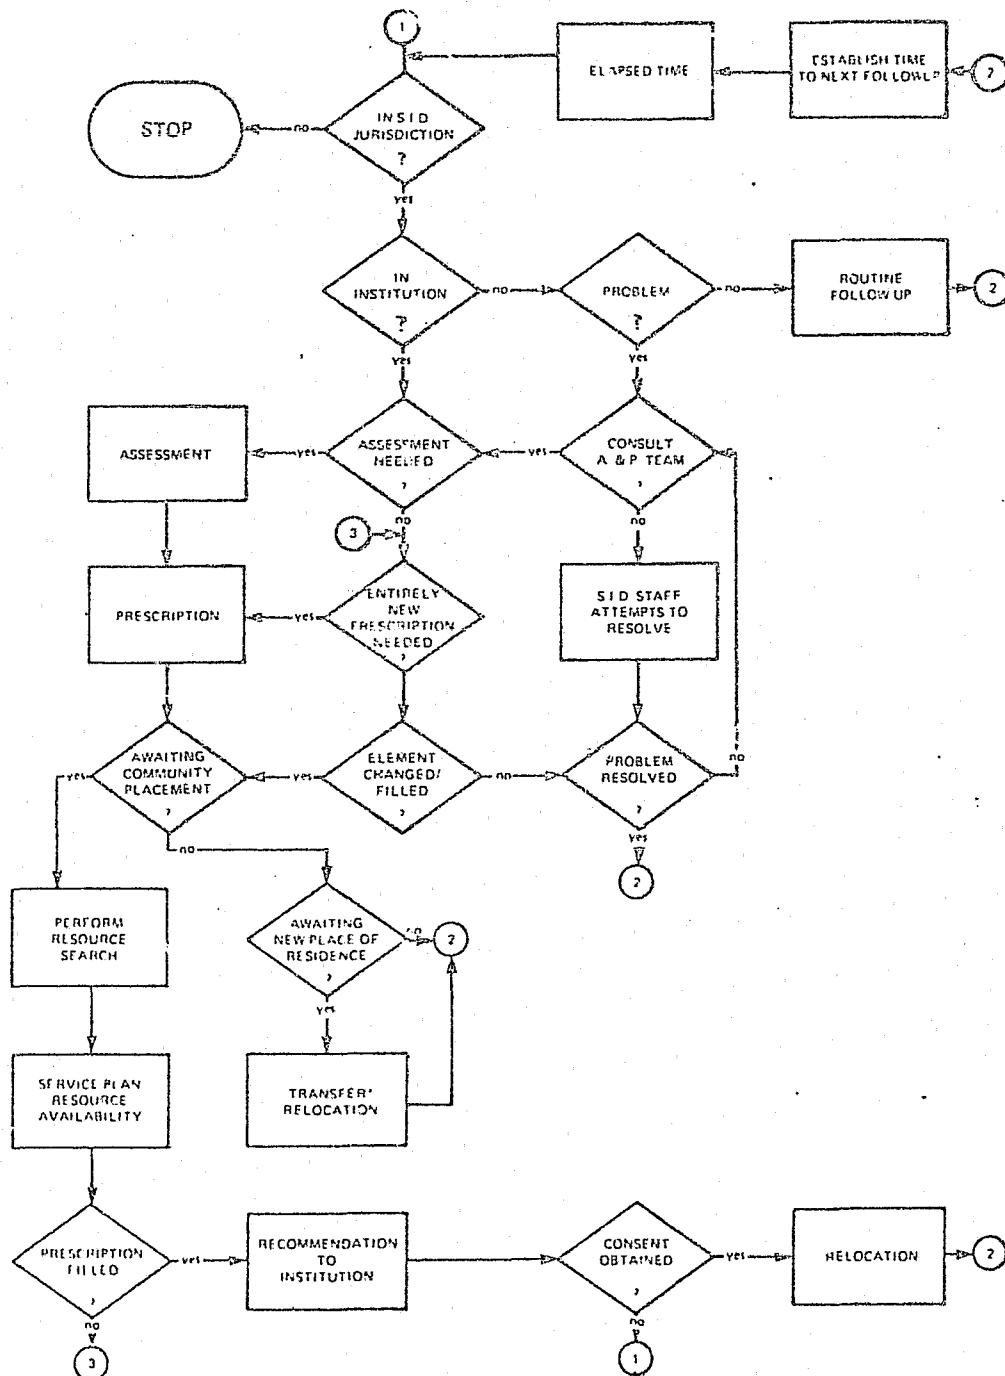 1
ELAPSED TIME
ESTABLISH TIME
TO NEXT FOLLOWUP
2
STOP
no
IN S I D
JURISDICTION
?
yes
IN
INSTITUTION
?
no
PROBLEM
?
no
ROUTINE
FOLLOW UP
2
yes
yes
ASSESSMENT
yes
ASSESSMENT
NEEDED
?
yes
CONSULT
A. & P. TEAM
?
no
3
no
PRESCRIPTION
yes
ENTIRELY
NEW
PRESCRIPTION
NEEDED
?
S I D STAFF
ATTEMPTS TO
RESOLVE
yes
AWAITING
COMMUNITY
PLACEMENT
?
yes
ELEMENT
CHANGED/
FILLED
?
no
PROBLEM
RESOLVED
?
no
no
yes
2
PERFORM
RESOURCE
SEARCH
AWAITING
NEW PLACE OF
RESIDENCE
?
no
2
yes
SERVICE PLAN
RESOURCE
AVAILABILITY
TRANSFER/
RELOCATION
PRESCRIPTION
FILLED
?
yes
RECOMMENDATION
TO
INSTITUTION
CONSENT
OBTAINED
?
yes
RELOCATION
2
no
3
no
1